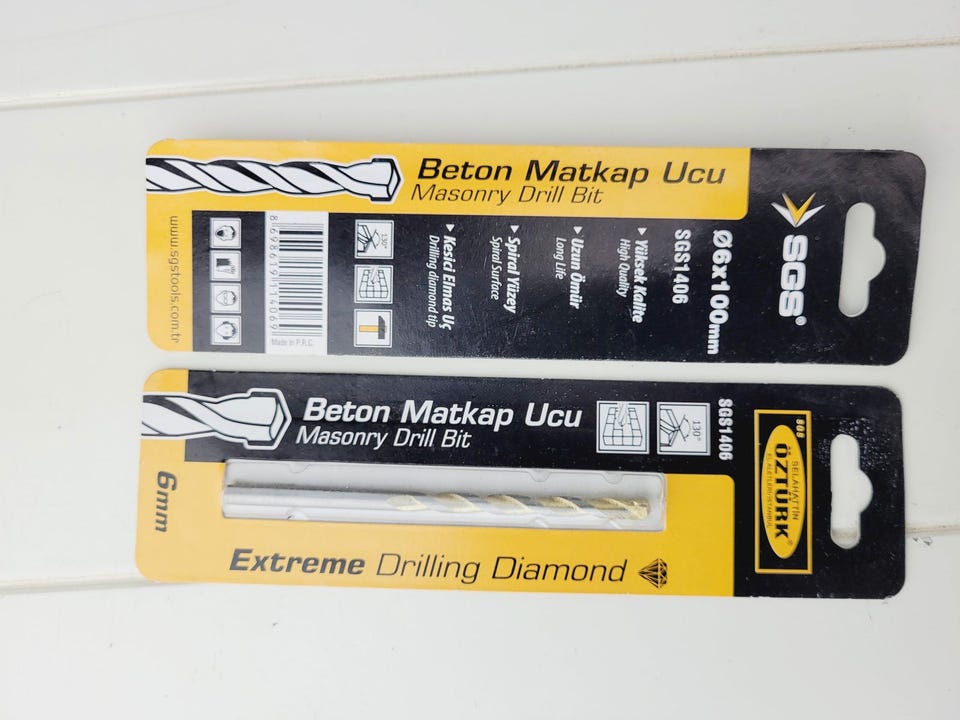 Beton Matkap Ucu
Masonry Drill Bit
SGS®
Ø6x100mm
SGS1406
Yüksek Kalite
High Quality
Uzun Ömür
Long Life
Spiral Yüzey
Spiral Surface
Kesici Elmas Uç
Drilling diamond tip
130°
8698619114069
Made In P.R.C.
www.sgstools.com.tr
Beton Matkap Ucu
Masonry Drill Bit
130°
SGS1406
SGS
SELAHATTİN
ÖZTÜRK®
6mm
Extreme Drilling Diamond